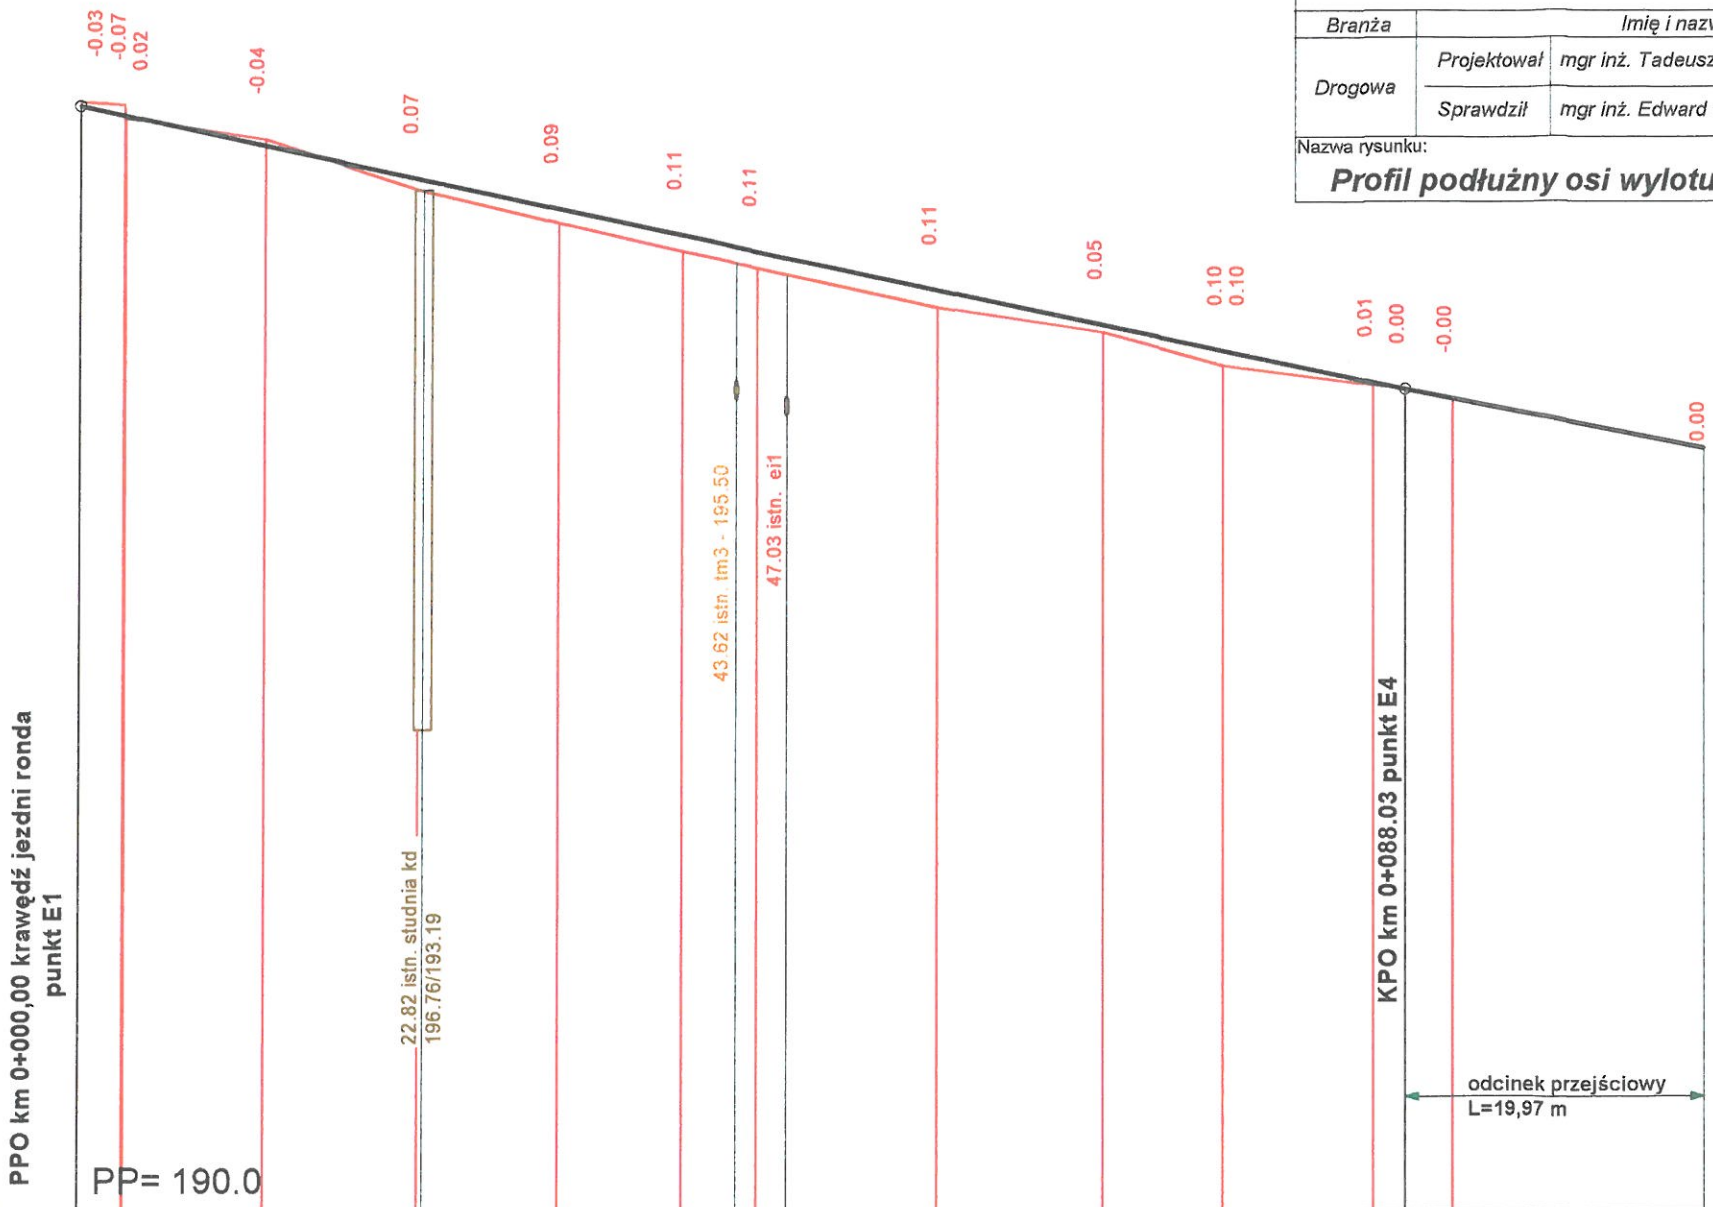 Branża
Imię i nazw
Drogowa
Projektował
mgr inż. Tadeusz
Sprawdził
mgr inż. Edward
Nazwa rysunku:
Profil podłużny osi wylotu
-0.03
-0.07
0.02
-0.04
0.07
0.09
0.11
0.11
0.11
0.05
0.10
0.10
0.01
0.00
-0.00
0.00
43.62 istn. tm3 - 195.50
47.03 istn. ei1
22.82 istn. studnia kd
196.76/193.19
PPO km 0+000,00 krawędź jezdni ronda
punkt E1
KPO km 0+088.03 punkt E4
odcinek przejściowy
L=19,97 m
PP= 190.0